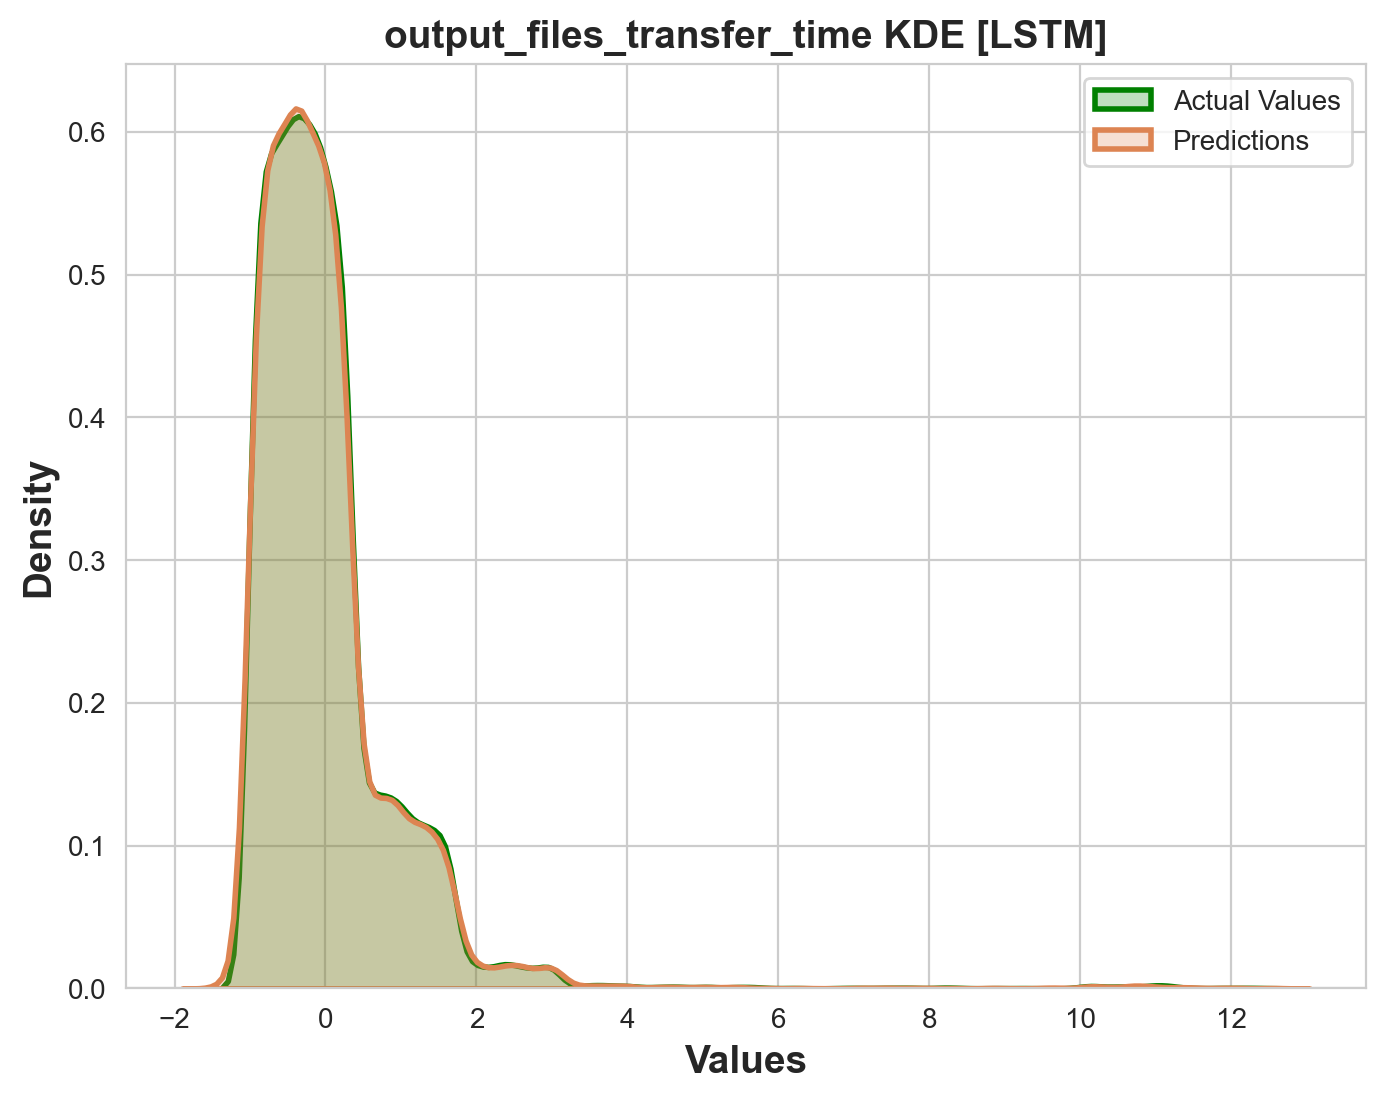 output_files_transfer_time KDE [LSTM]
Actual Values
Predictions
Density
0.6
0.5
0.4
0.3
0.2
0.1
0.0
−2 0 2 4 6 8 10 12
Values